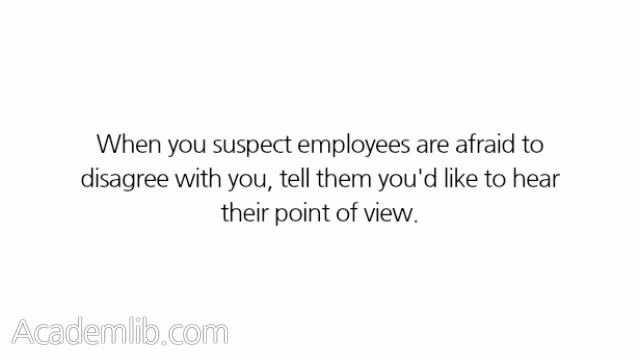 When you suspect employees are afraid to
disagree with you, tell them you'd like to hear
their point of view.
Academlib.com